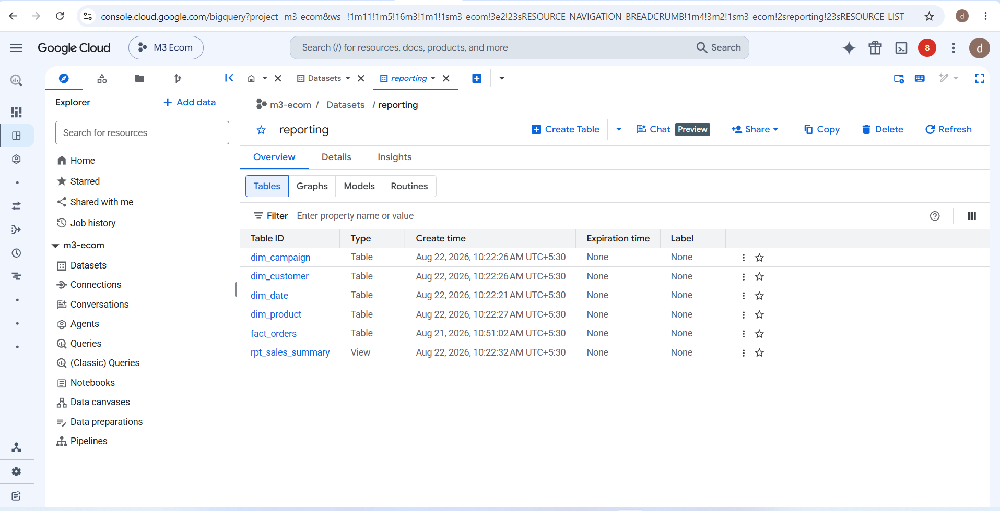 console.cloud.google.com/bigquery?project=m3-ecom&ws=!1m11!1m5!16m3!1m1!1sm3-ecom!3e2!23sRESOURCE_NAVIGATION_BREADCRUMB!1m4!3m2!1sm3-ecom!2sreporting!23sRESOURCE_LIST d
Google Cloud M3 Ecom Search (/) for resources, docs, products, and more Search 8 d
Datasets reporting
Explorer Add data
m3-ecom / Datasets / reporting
Search for resources
reporting Create Table Chat Preview Share Copy Delete Refresh
Home
Starred
Shared with me
Job history
m3-ecom
Datasets
Connections
Conversations
Agents
Queries
(Classic) Queries
Notebooks
Data canvases
Data preparations
Pipelines
Overview Details Insights
Tables Graphs Models Routines
Filter Enter property name or value
Table ID Type Create time Expiration time Label
dim_campaign Table Aug 22, 2026, 10:22:26 AM UTC+5:30 None None
dim_customer Table Aug 22, 2026, 10:22:26 AM UTC+5:30 None None
dim_date Table Aug 22, 2026, 10:22:21 AM UTC+5:30 None None
dim_product Table Aug 22, 2026, 10:22:27 AM UTC+5:30 None None
fact_orders Table Aug 21, 2026, 10:51:02 AM UTC+5:30 None None
rpt_sales_summary View Aug 22, 2026, 10:22:32 AM UTC+5:30 None None